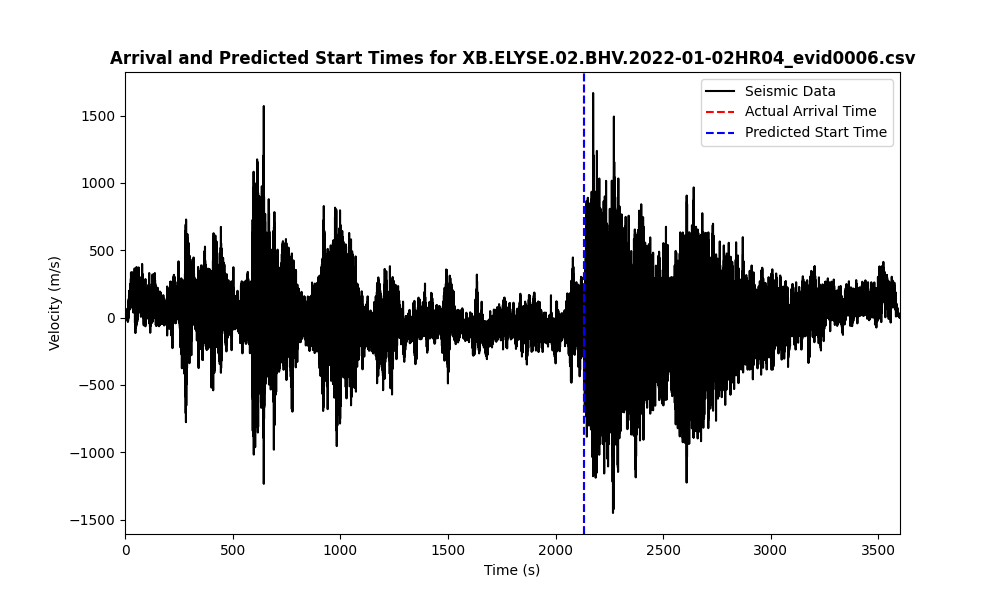 Arrival and Predicted Start Times for XB.ELYSE.02.BHV.2022-01-02HR04_evid0006.csv
Seismic Data
Actual Arrival Time
Predicted Start Time
1500
1000
500
0
−500
−1000
−1500
Velocity (m/s)
0 500 1000 1500 2000 2500 3000 3500
Time (s)